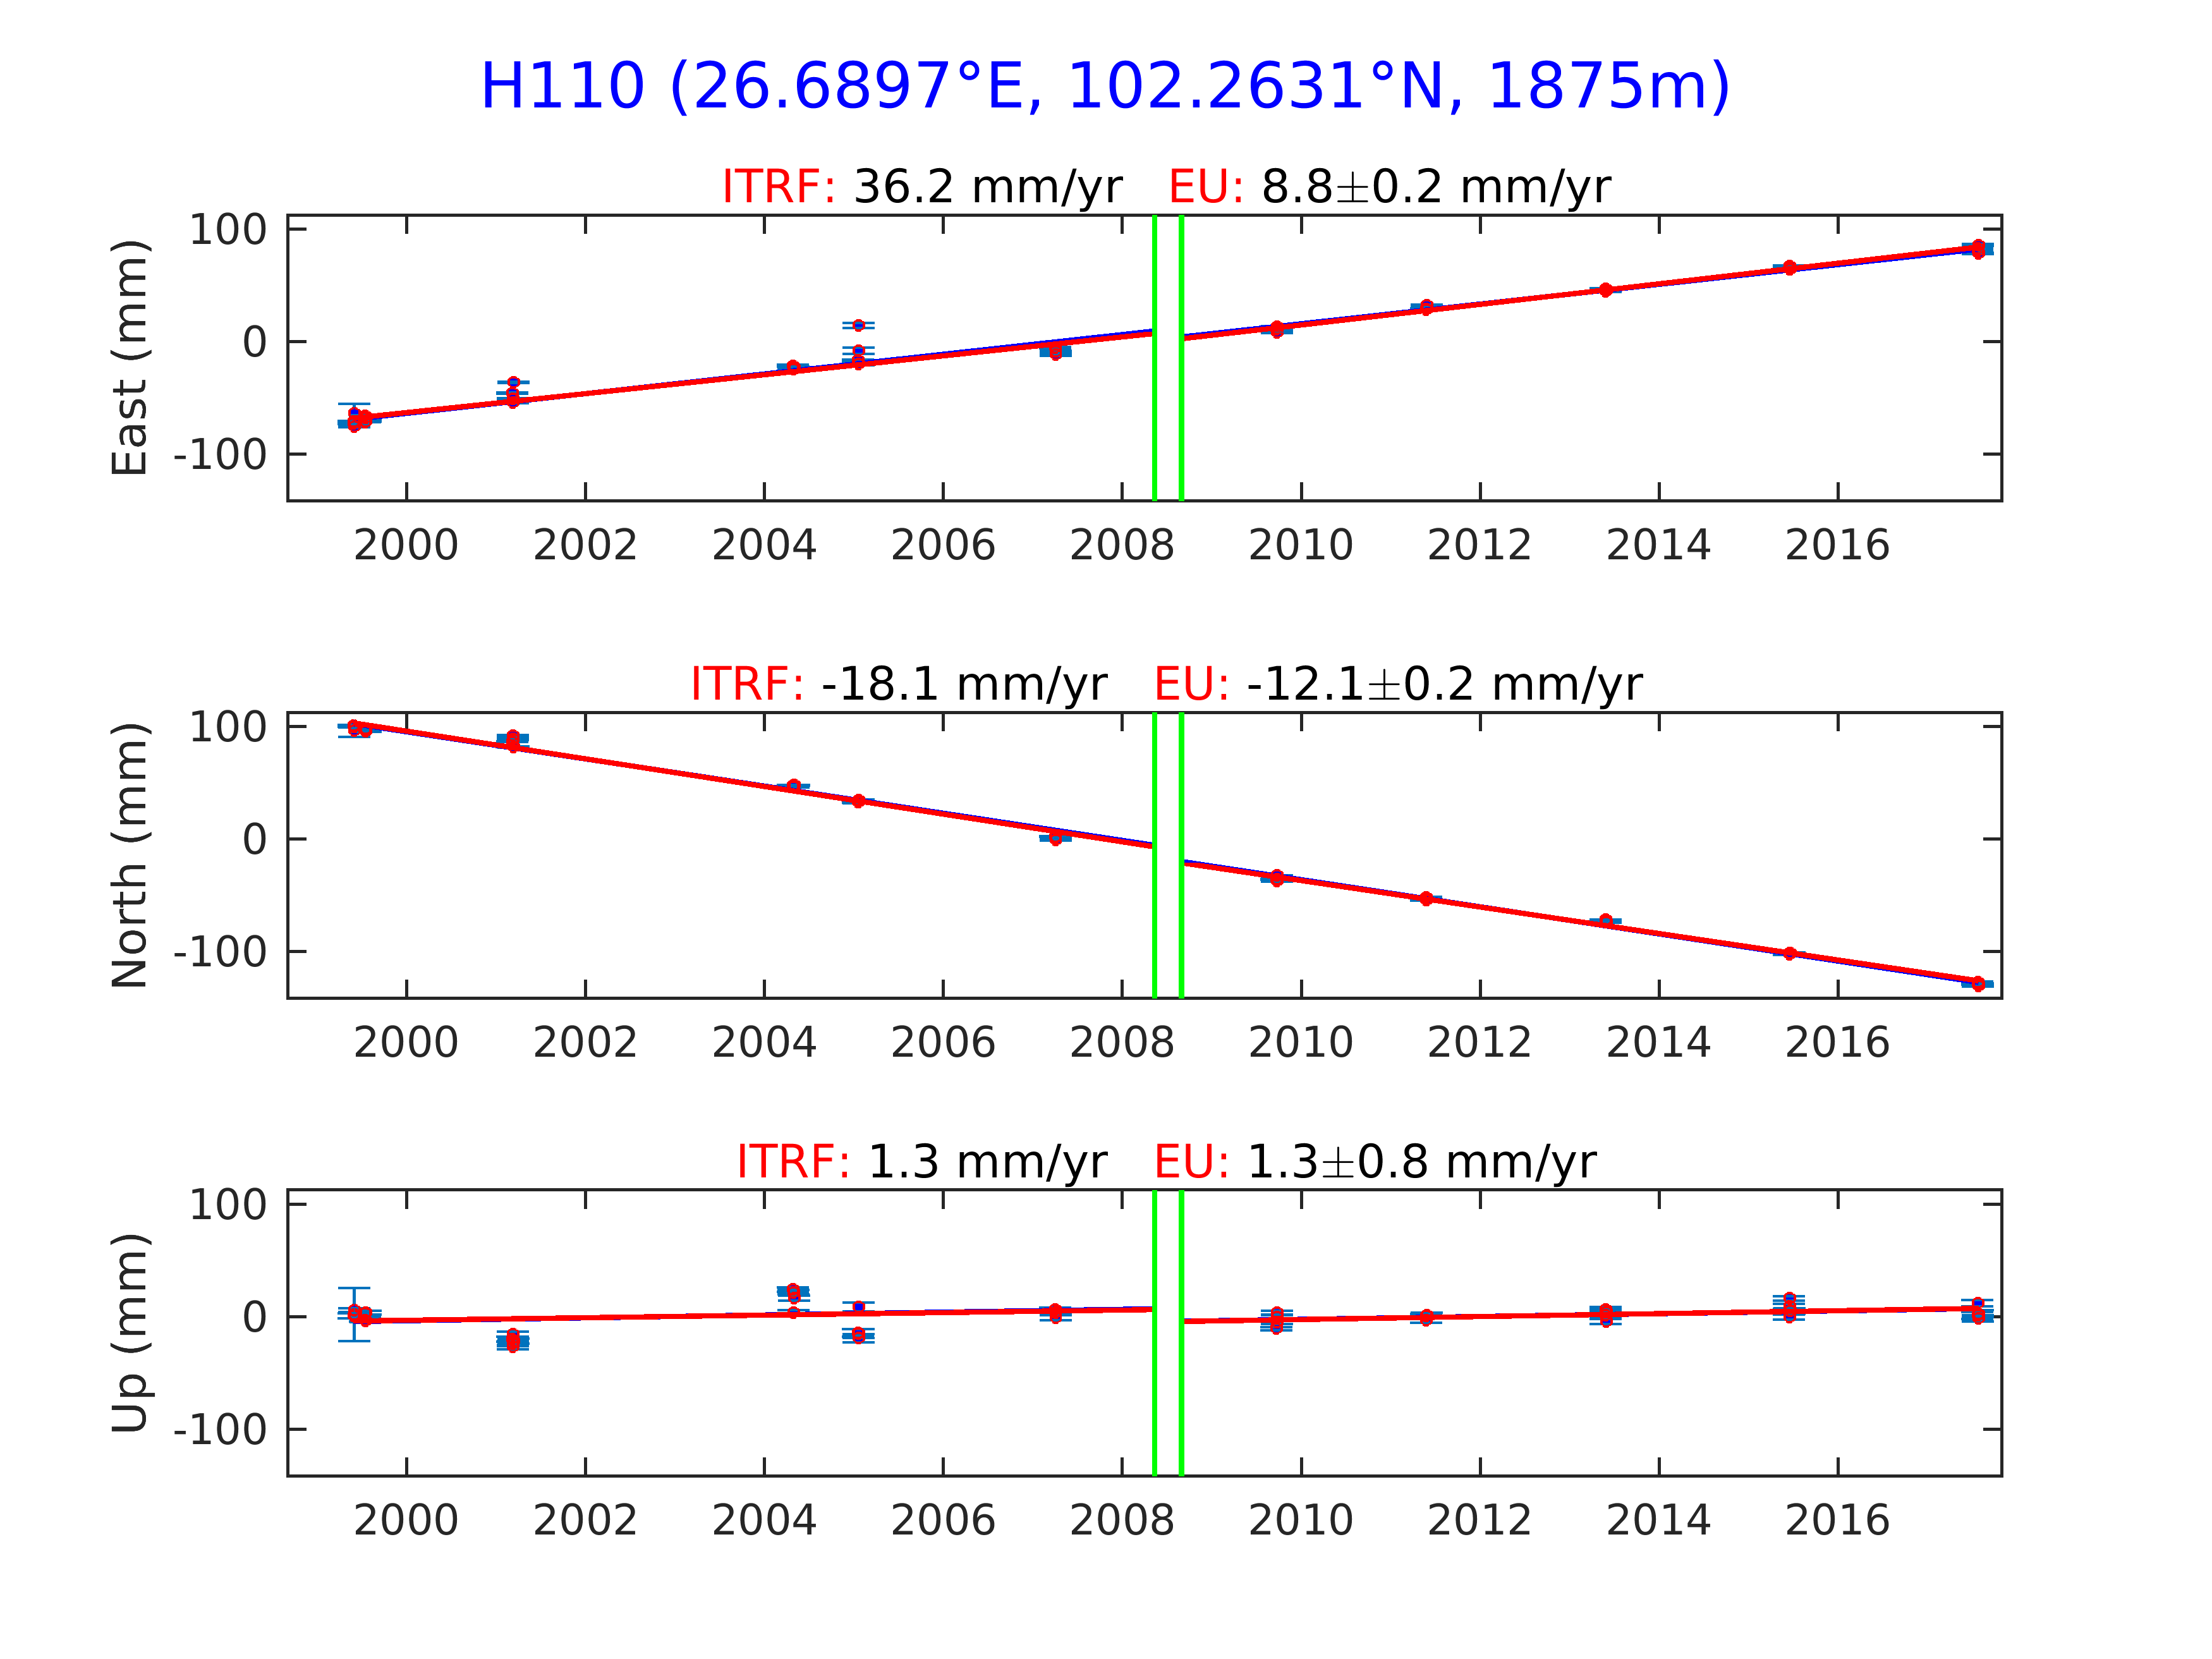 H110 (26.6897°E, 102.2631°N, 1875m)
ITRF: 36.2 mm/yr EU: 8.8±0.2 mm/yr
East (mm)
100
0
-100
2000 2002 2004 2006 2008 2010 2012 2014 2016
ITRF: -18.1 mm/yr EU: -12.1±0.2 mm/yr
North (mm)
100
0
-100
2000 2002 2004 2006 2008 2010 2012 2014 2016
ITRF: 1.3 mm/yr EU: 1.3±0.8 mm/yr
Up (mm)
100
0
-100
2000 2002 2004 2006 2008 2010 2012 2014 2016